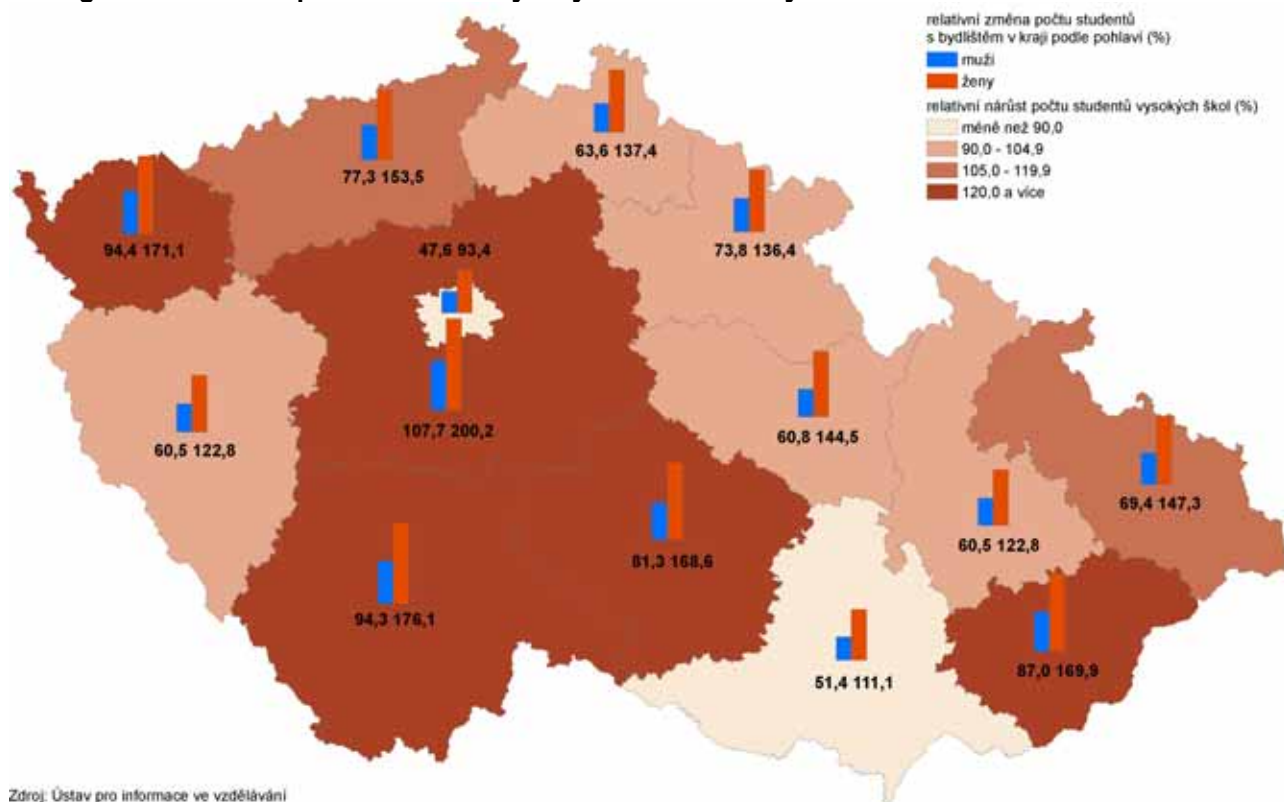 relativní změna počtu studentů
s bydlištěm v kraji podle pohlaví (%)
muži
ženy
relativní nárůst počtu studentů vysokých škol (%)
méně než 90,0
90,0 - 104,9
105,0 - 119,9
120,0 a více
63,6 137,4
77,3 153,5
73,8 136,4
94,4 171,1
47,6 93,4
107,7 200,2
60,5 122,8
60,8 144,5
69,4 147,3
81,3 168,6
60,5 122,8
94,3 176,1
51,4 111,1
87,0 169,9
Zdroj: Ústav pro informace ve vzdělávání